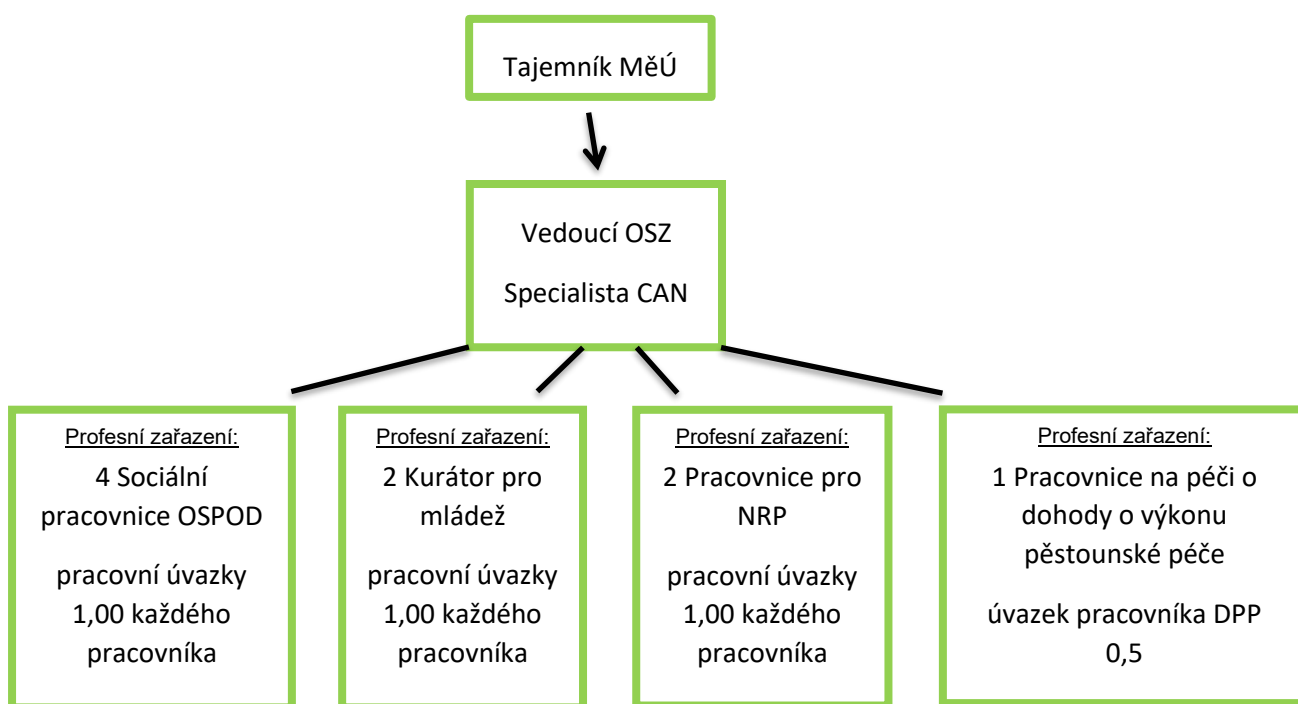 Tajemník MěÚ
Vedoucí OSZ
Specialista CAN
Profesní zařazení:
4 Sociální
pracovnice OSPOD
pracovní úvazky
1,00 každého
pracovníka
Profesní zařazení:
2 Kurátor pro
mládež
pracovní úvazky
1,00 každého
pracovníka
Profesní zařazení:
2 Pracovnice pro
NRP
pracovní úvazky
1,00 každého
pracovníka
Profesní zařazení:
1 Pracovnice na péči o
dohody o výkonu
pěstounské péče
úvazek pracovníka DPP
0,5